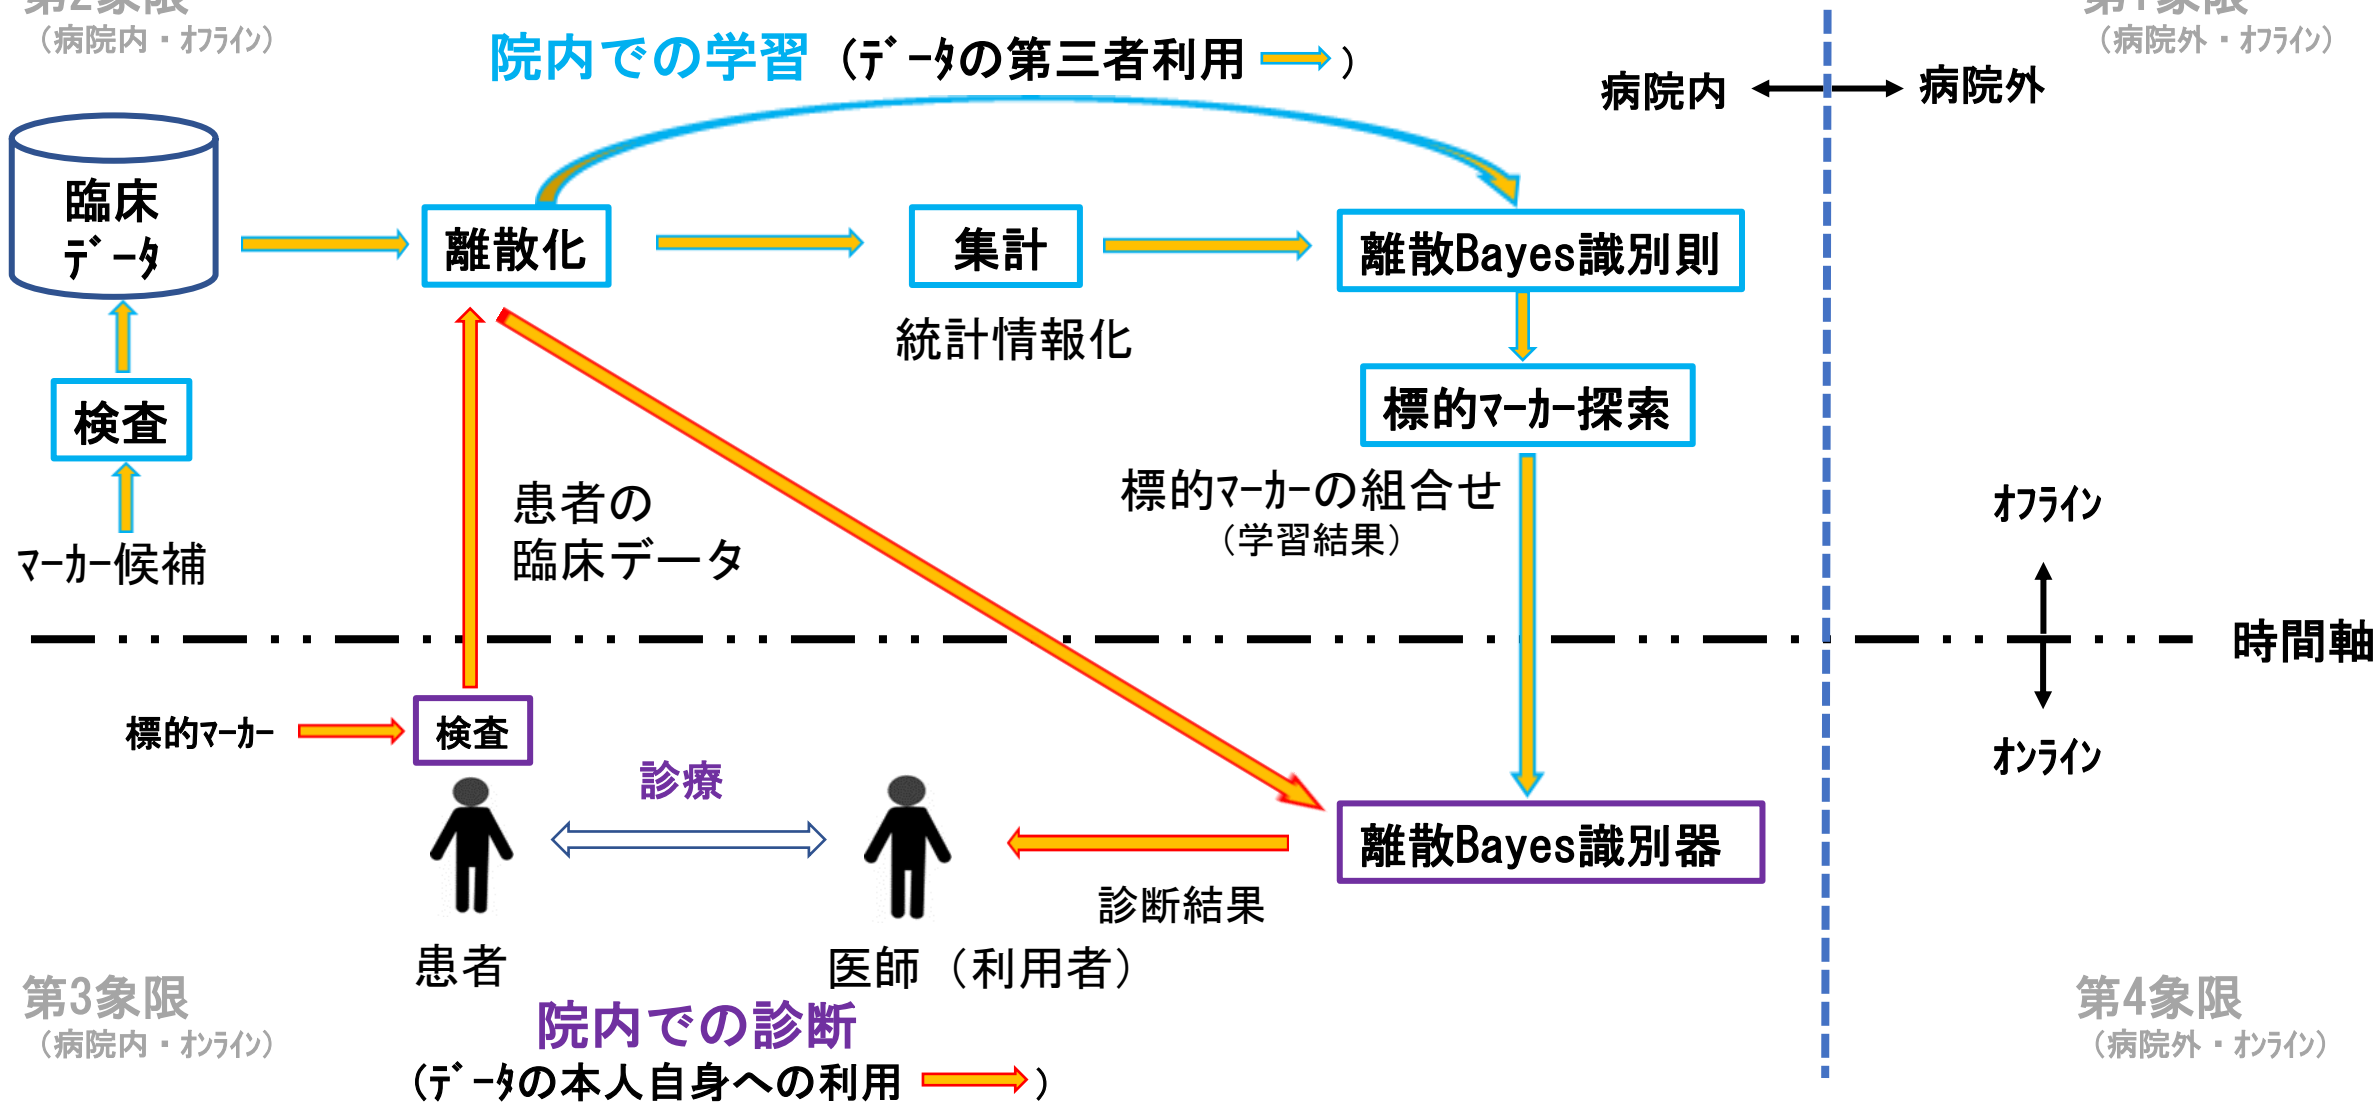 第2象限
（病院内・ｵﾌﾗｲﾝ）
第1象限
（病院外・ｵﾌﾗｲﾝ）
院内での学習（ﾃﾞｰﾀの第三者利用 ）
病院内
病院外
臨床
ﾃﾞｰﾀ
離散化
集計
離散Bayes識別則
統計情報化
検査
標的ﾏｰｶｰ探索
標的ﾏｰｶｰの組合せ
（学習結果）
患者の
臨床データ
ﾏｰｶｰ候補
ｵﾌﾗｲﾝ
時間軸
ｵﾝﾗｲﾝ
標的ﾏｰｶｰ
検査
診療
離散Bayes識別器
診断結果
患者
医師（利用者）
第3象限
（病院内・ｵﾝﾗｲﾝ）
院内での診断
（ﾃﾞｰﾀの本人自身への利用 ）
第4象限
（病院外・ｵﾝﾗｲﾝ）